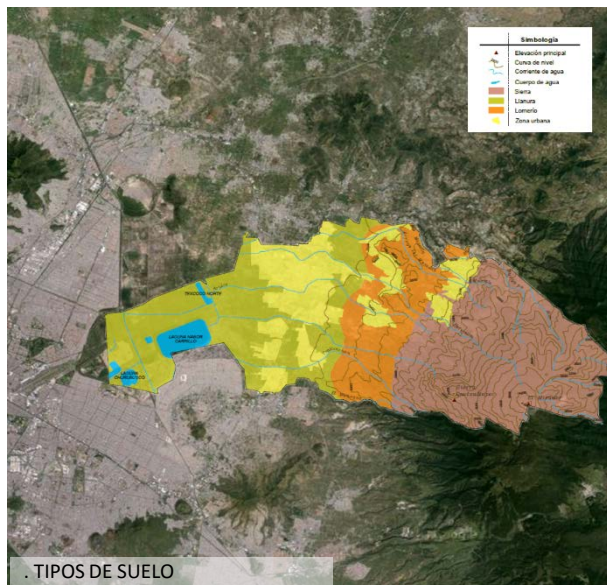 Simbología
Elevación principal
Curva de nivel
Corriente de agua
Cuerpo de agua
Sierra
Llanura
Lomerío
Zona urbana
LAGUNA NABOR
CARRILLO
. TIPOS DE SUELO